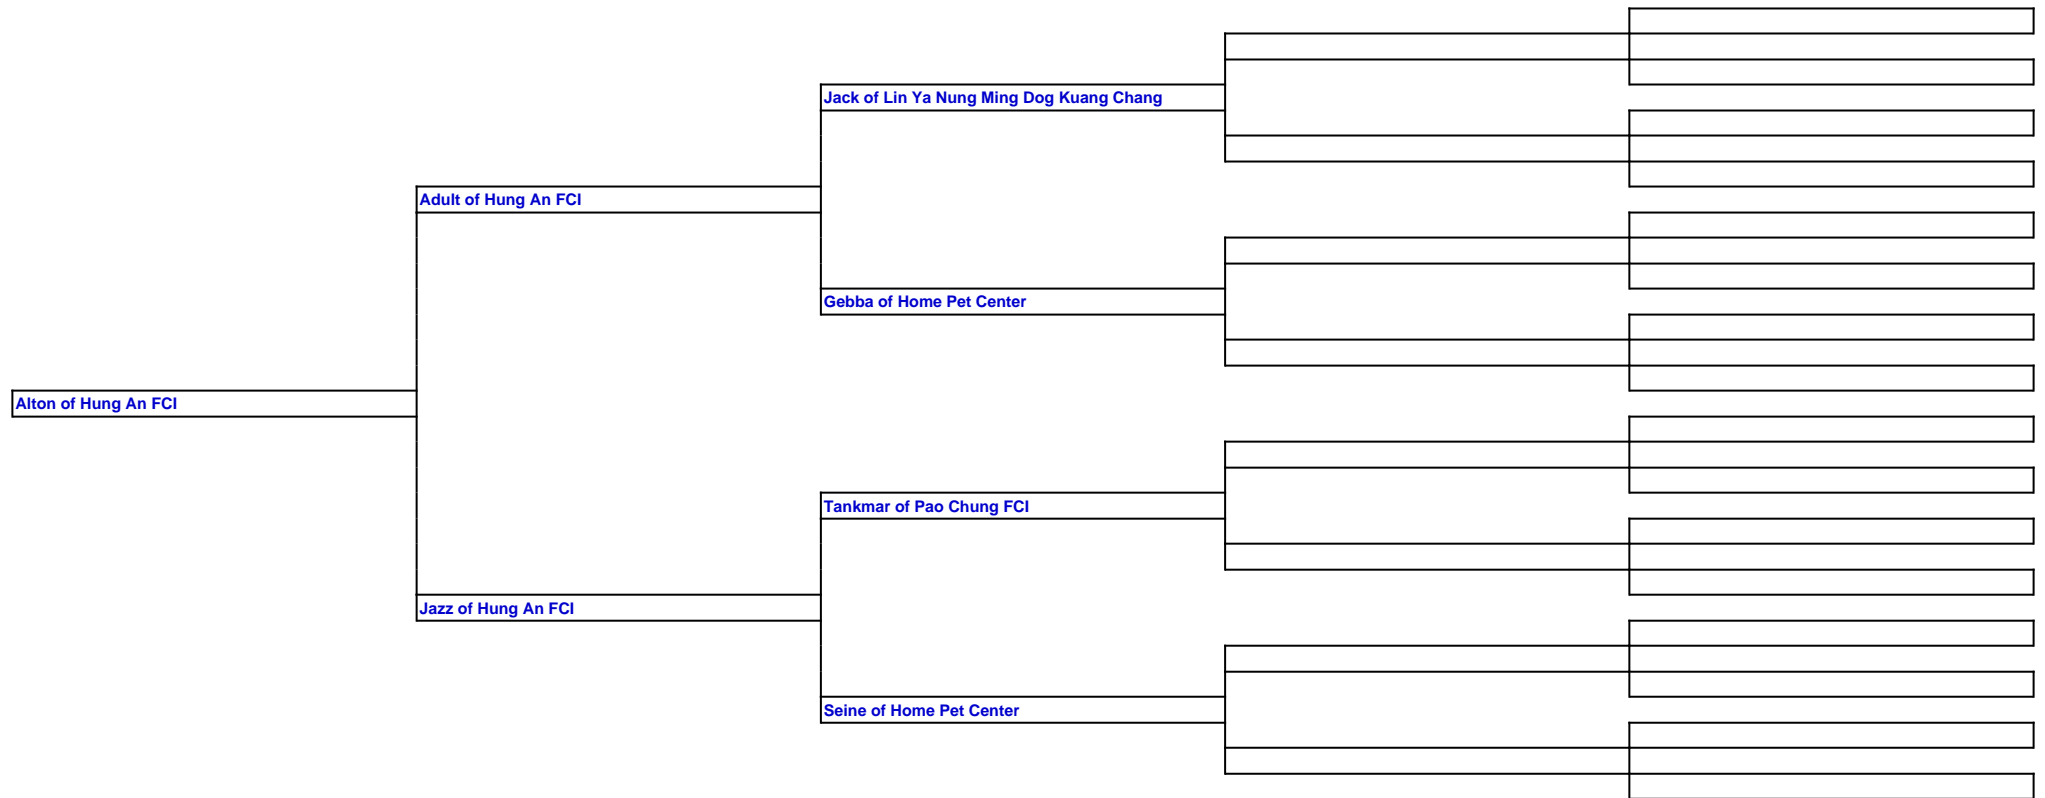 Jack of Lin Ya Nung Ming Dog Kuang Chang
Adult of Hung An FCI
Gebba of Home Pet Center
Alton of Hung An FCI
Tankmar of Pao Chung FCI
Jazz of Hung An FCI
Seine of Home Pet Center